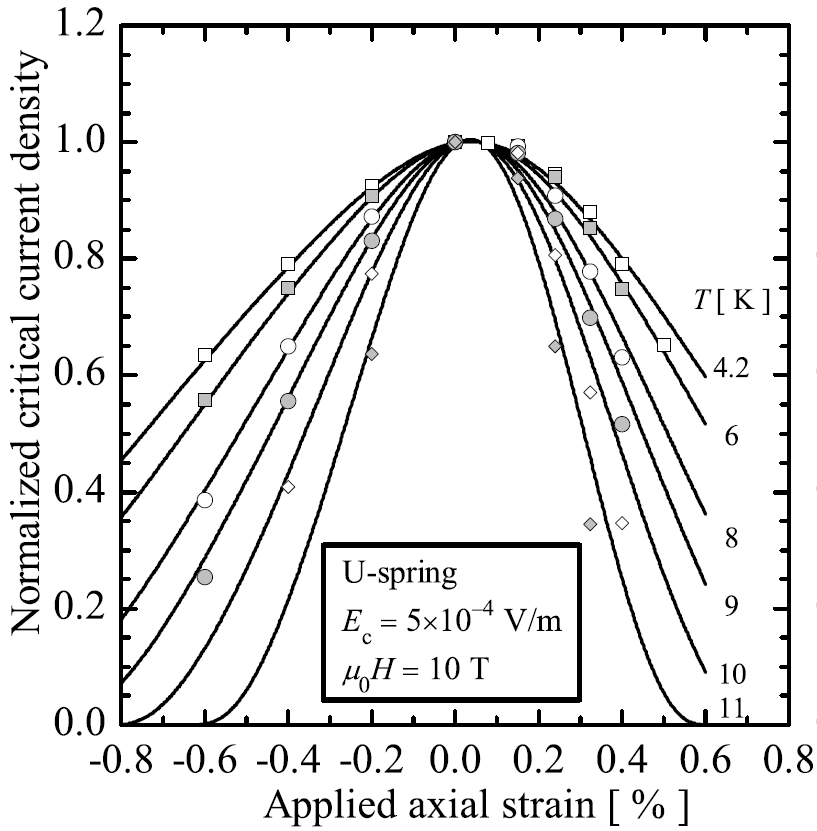 Normalized critical current density
1.2
1.0
0.8
0.6
0.4
0.2
0.0
T [ K]
4.2
6
8
9
10
11
U-spring
Ec = 5×10⁻⁴ V/m
μ0H = 10 T
-0.8 -0.6 -0.4 -0.2 0.0 0.2 0.4 0.6 0.8
Applied axial strain [ % ]